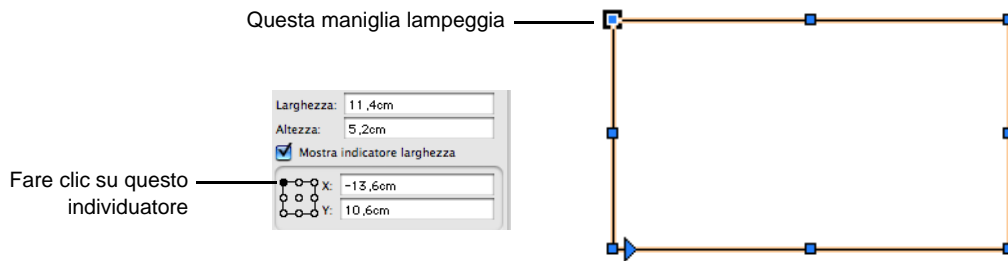 Questa maniglia lampeggia
Larghezza: 11,4cm
Altezza: 5,2cm
Mostra indicatore larghezza
Fare clic su questo
individuatore
X: -13,6cm
Y: 10,6cm